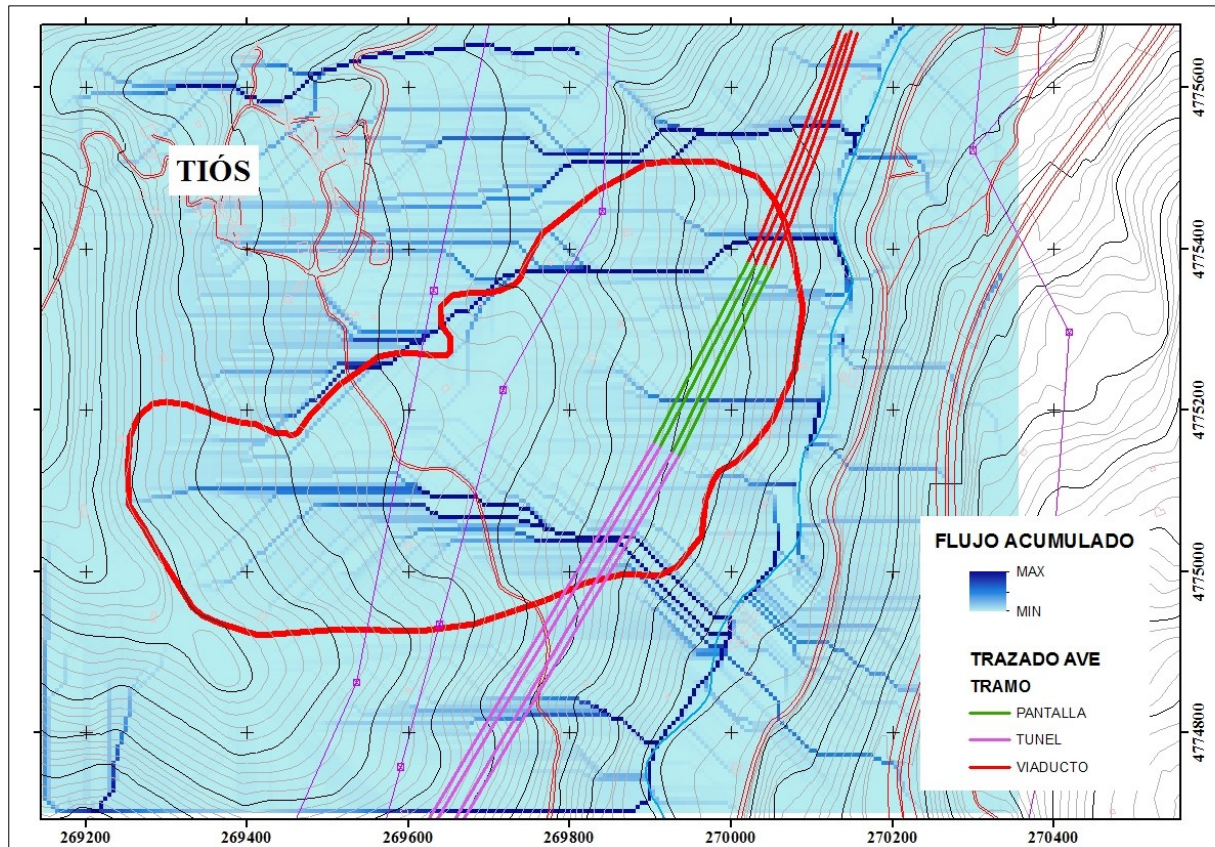 TIÓS
4775600
4775400
4775200
4775000
4774800
FLUJO ACUMULADO
MAX
MIN
TRAZADO AVE
TRAMO
PANTALLA
TUNEL
VIADUCTO
269200 269400 269600 269800 270000 270200 270400